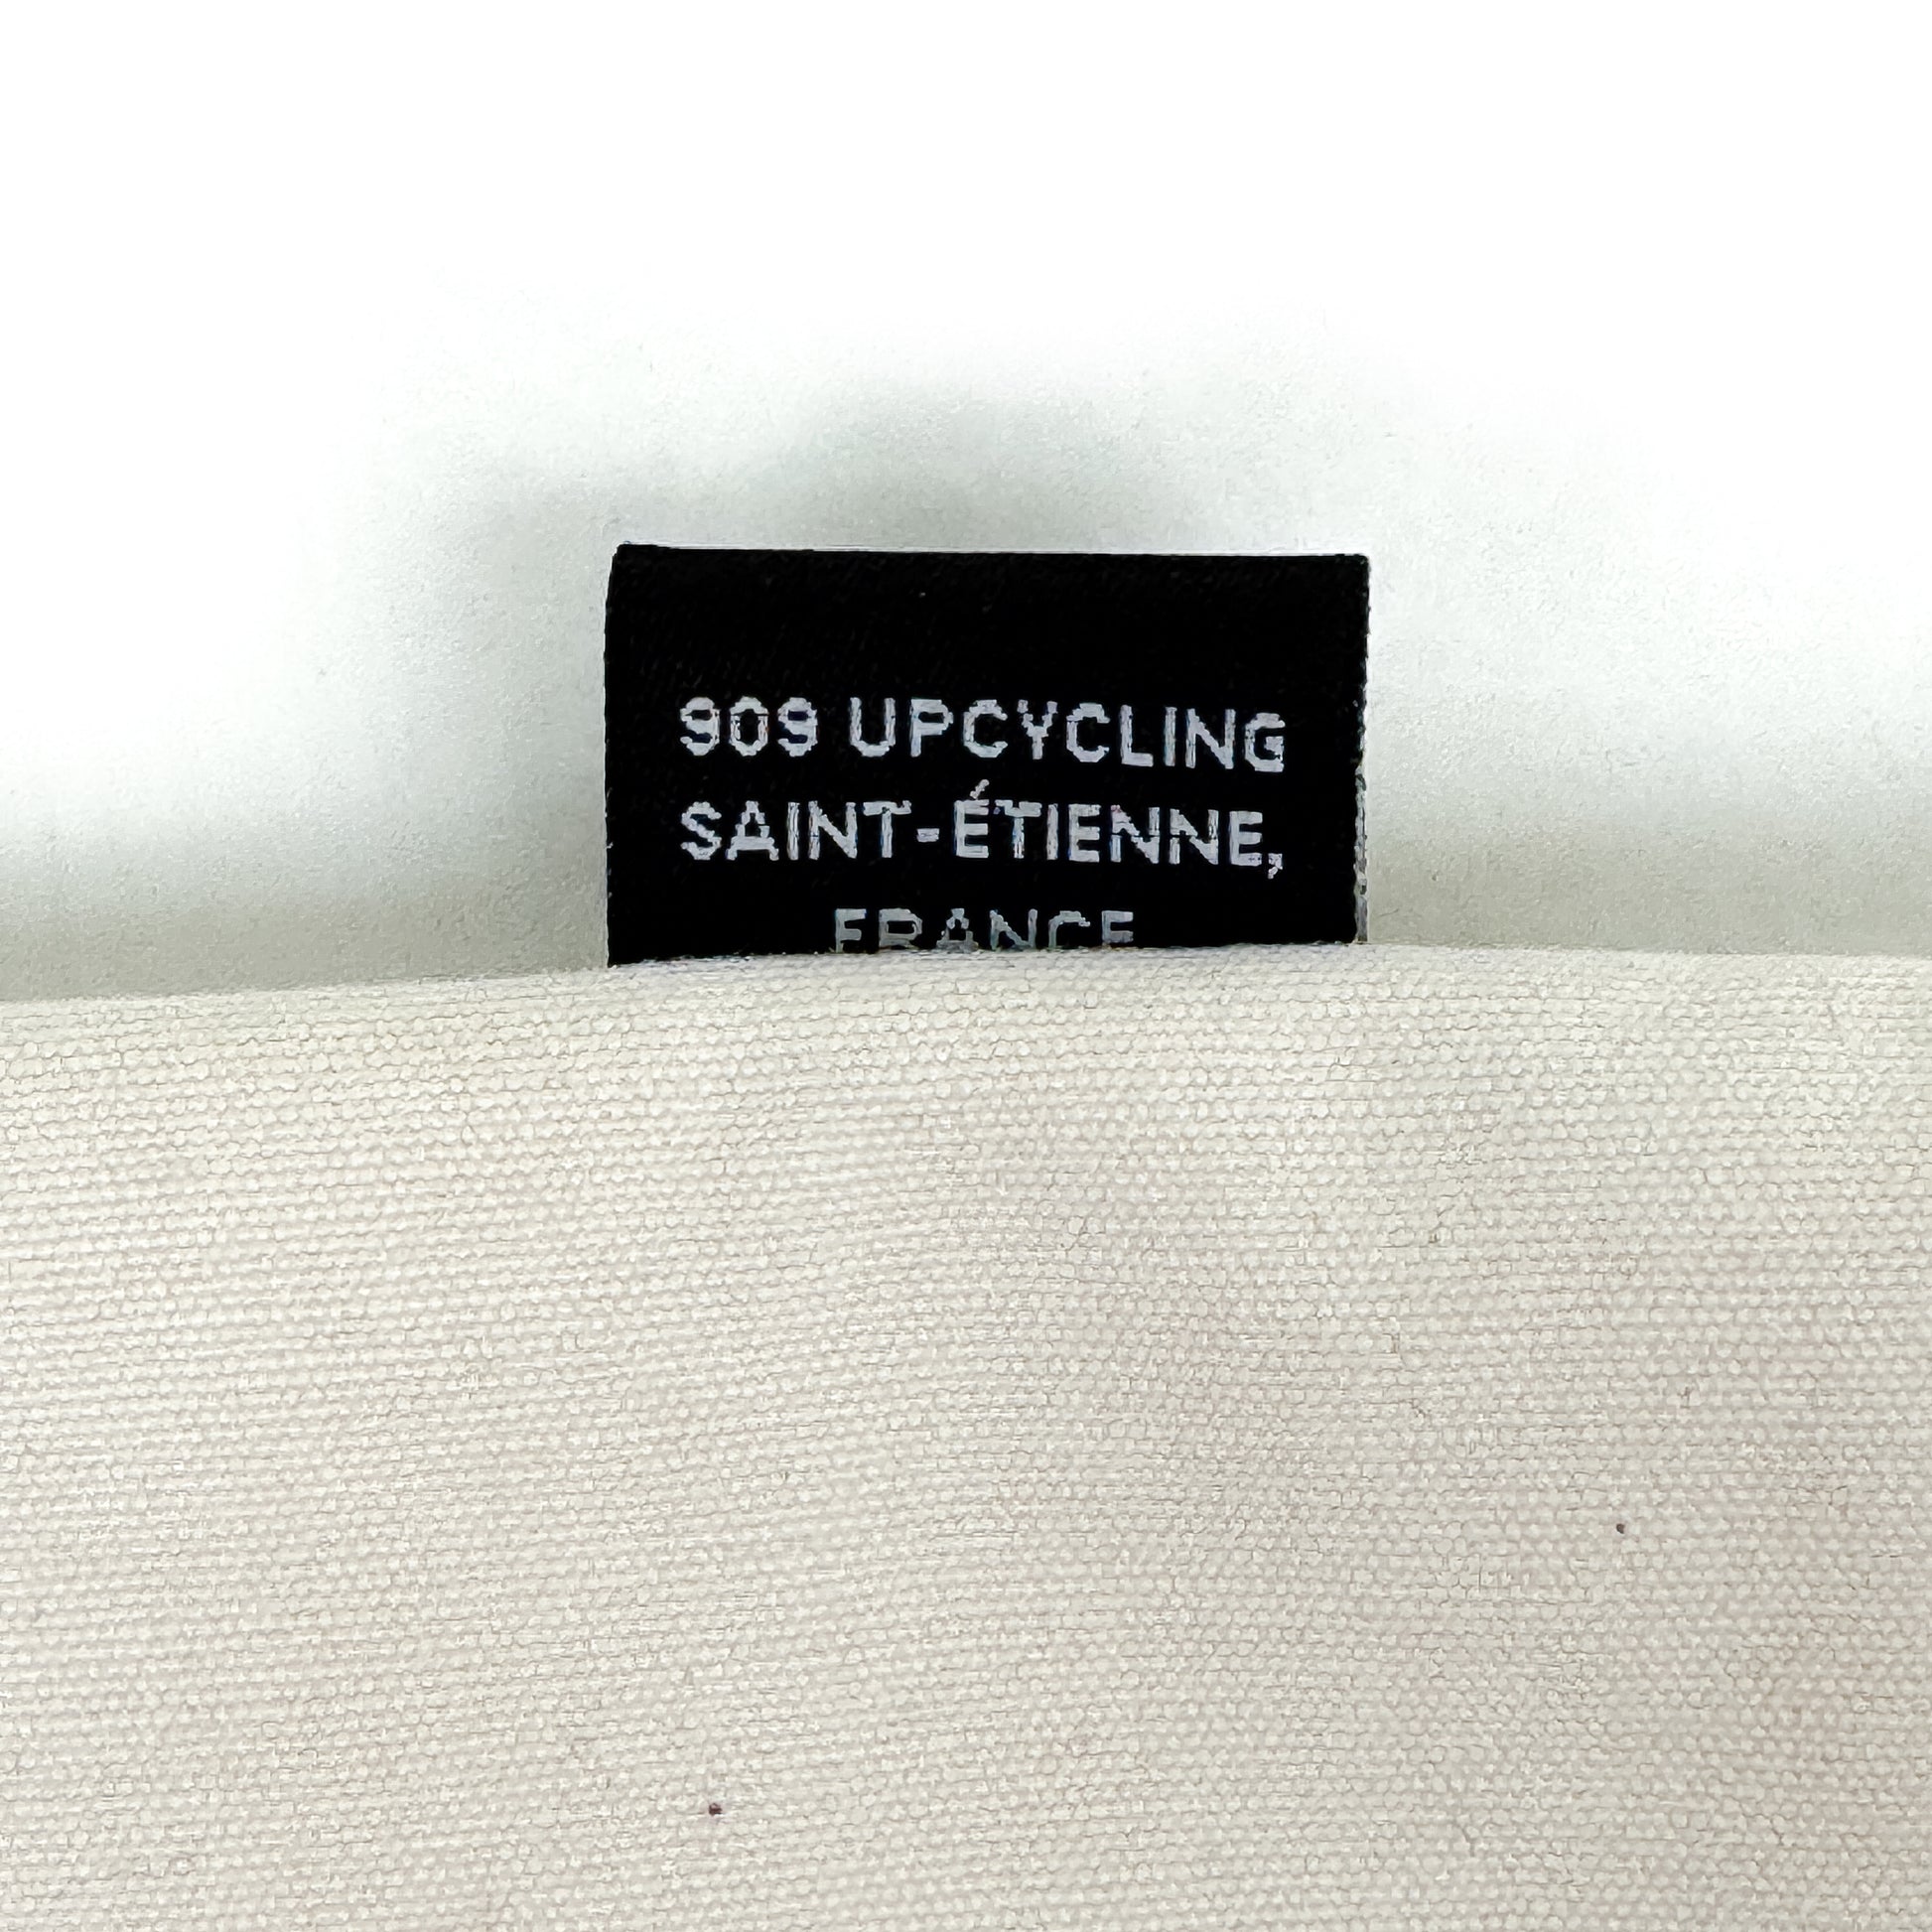 909 UPCYCLING
SAINT-ÉTIENNE,
FRANCE